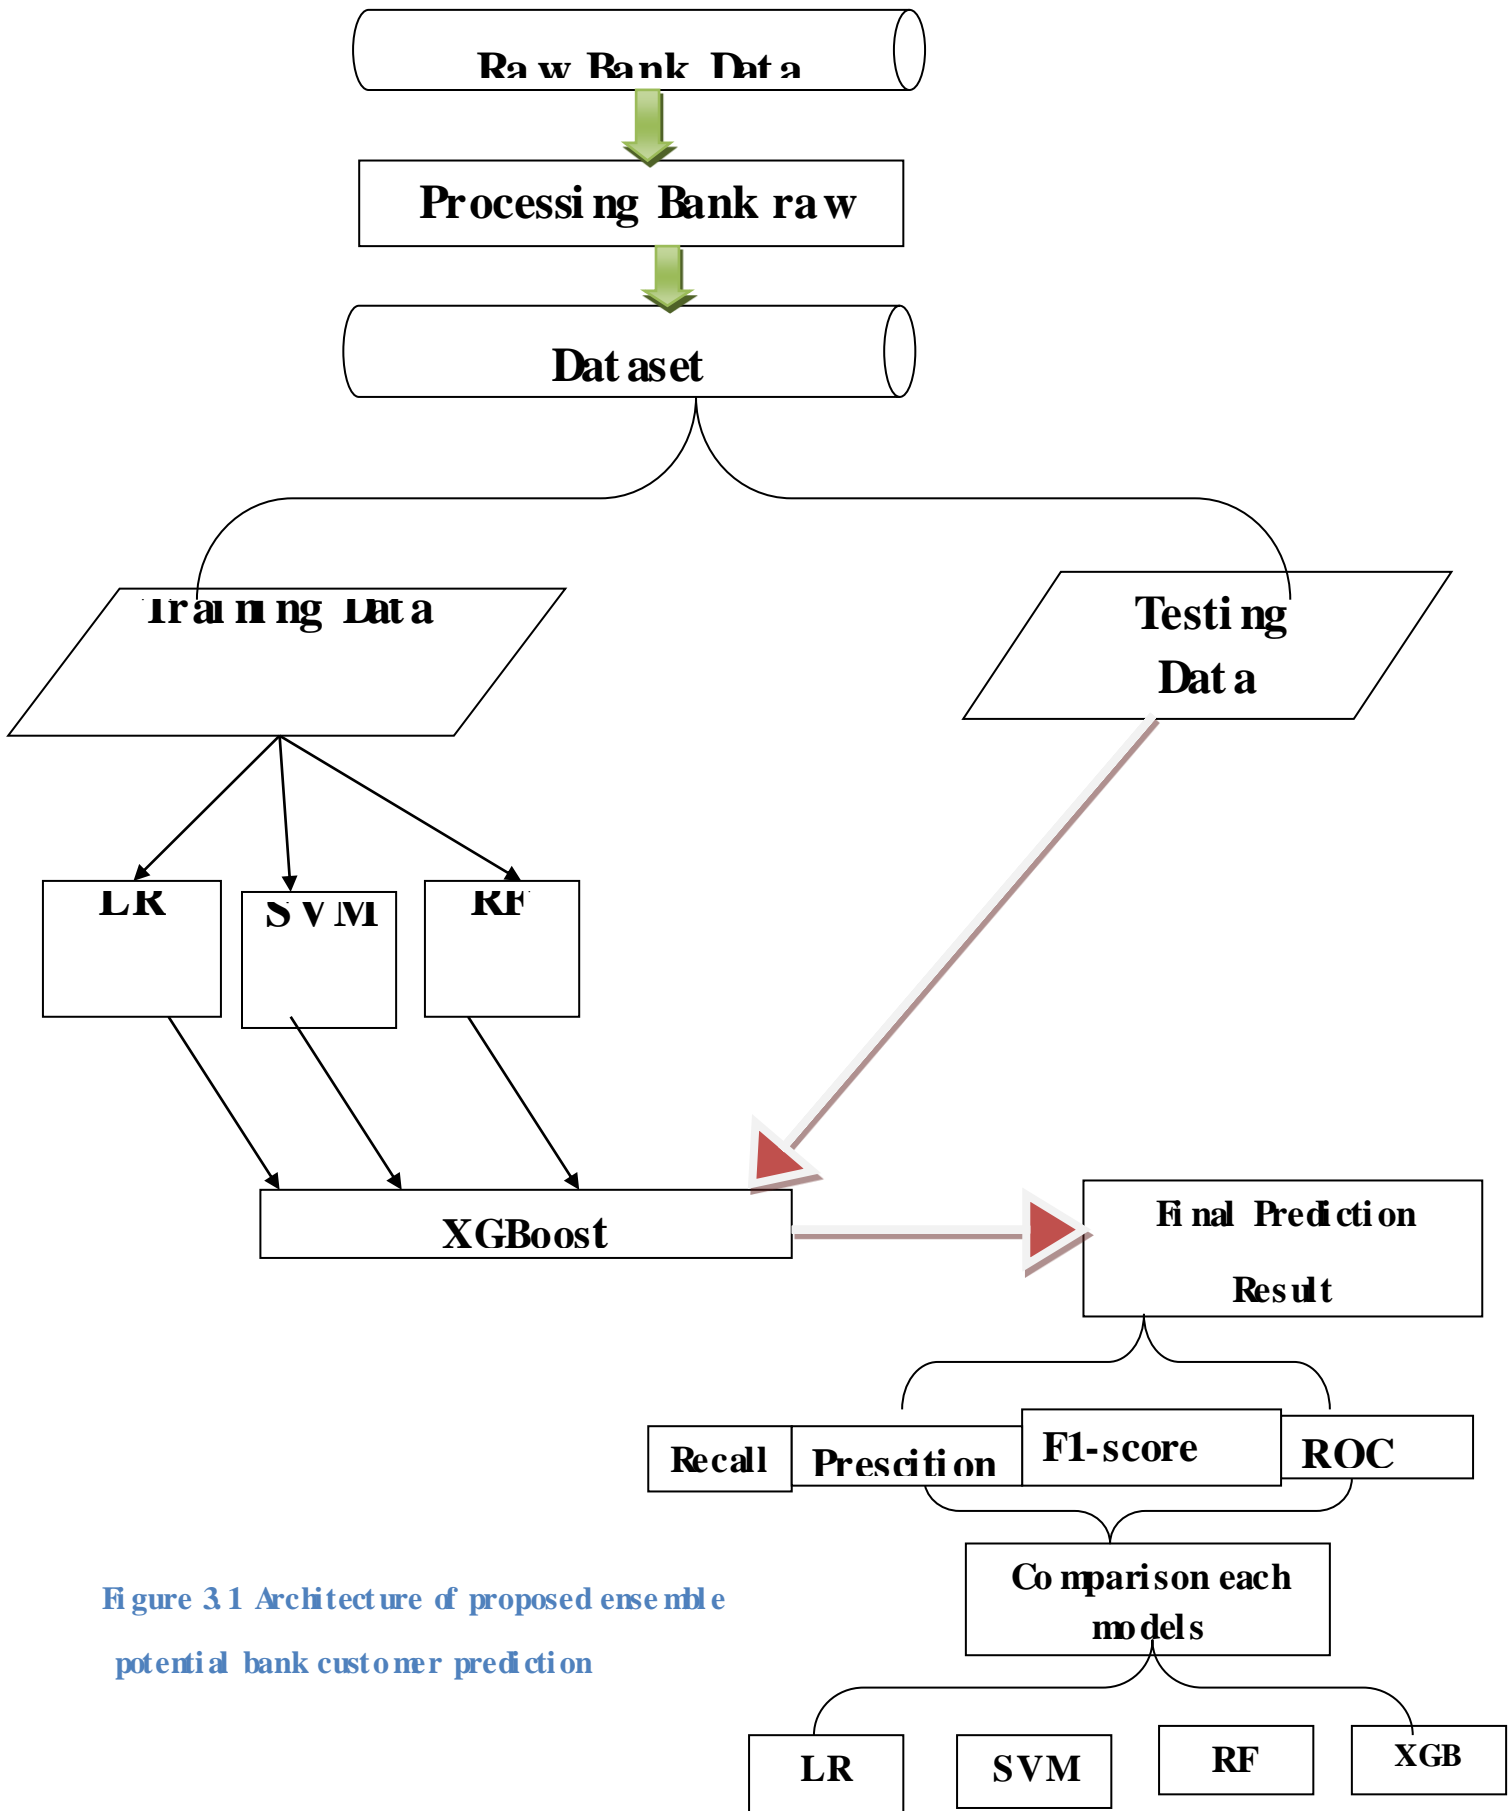 Raw Bank Data
Processing Bank raw
Dataset
Training Data
Testing
Data
LR
SVM
RF
XGBoost
Final Prediction
Result
Recall
Prescition
F1-score
ROC
Comparison each
models
Figure 3.1 Architecture of proposed ensemble
potential bank customer prediction
LR
SVM
RF
XGB